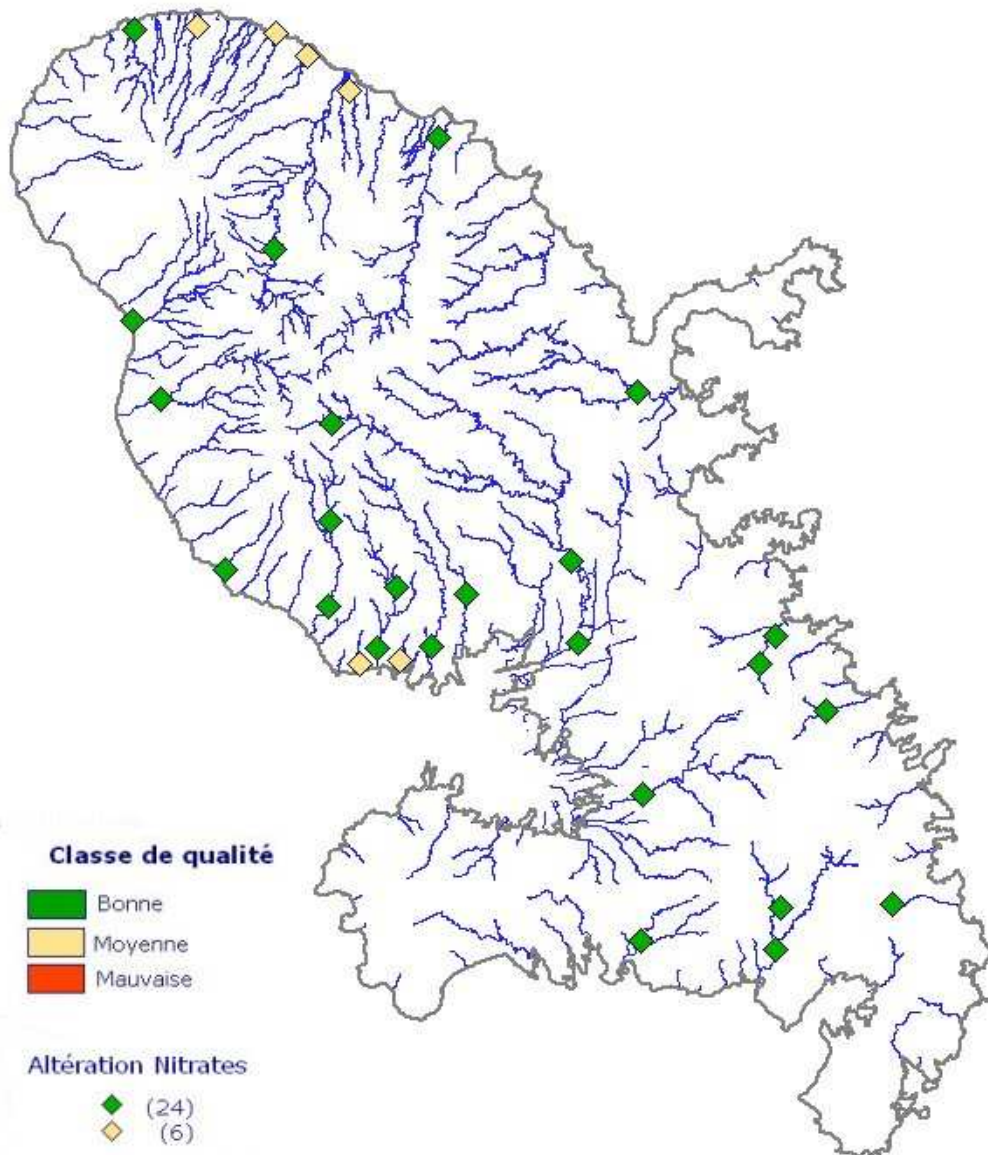 Classe de qualité
Bonne
Moyenne
Mauvaise
Altération Nitrates
(24)
(6)